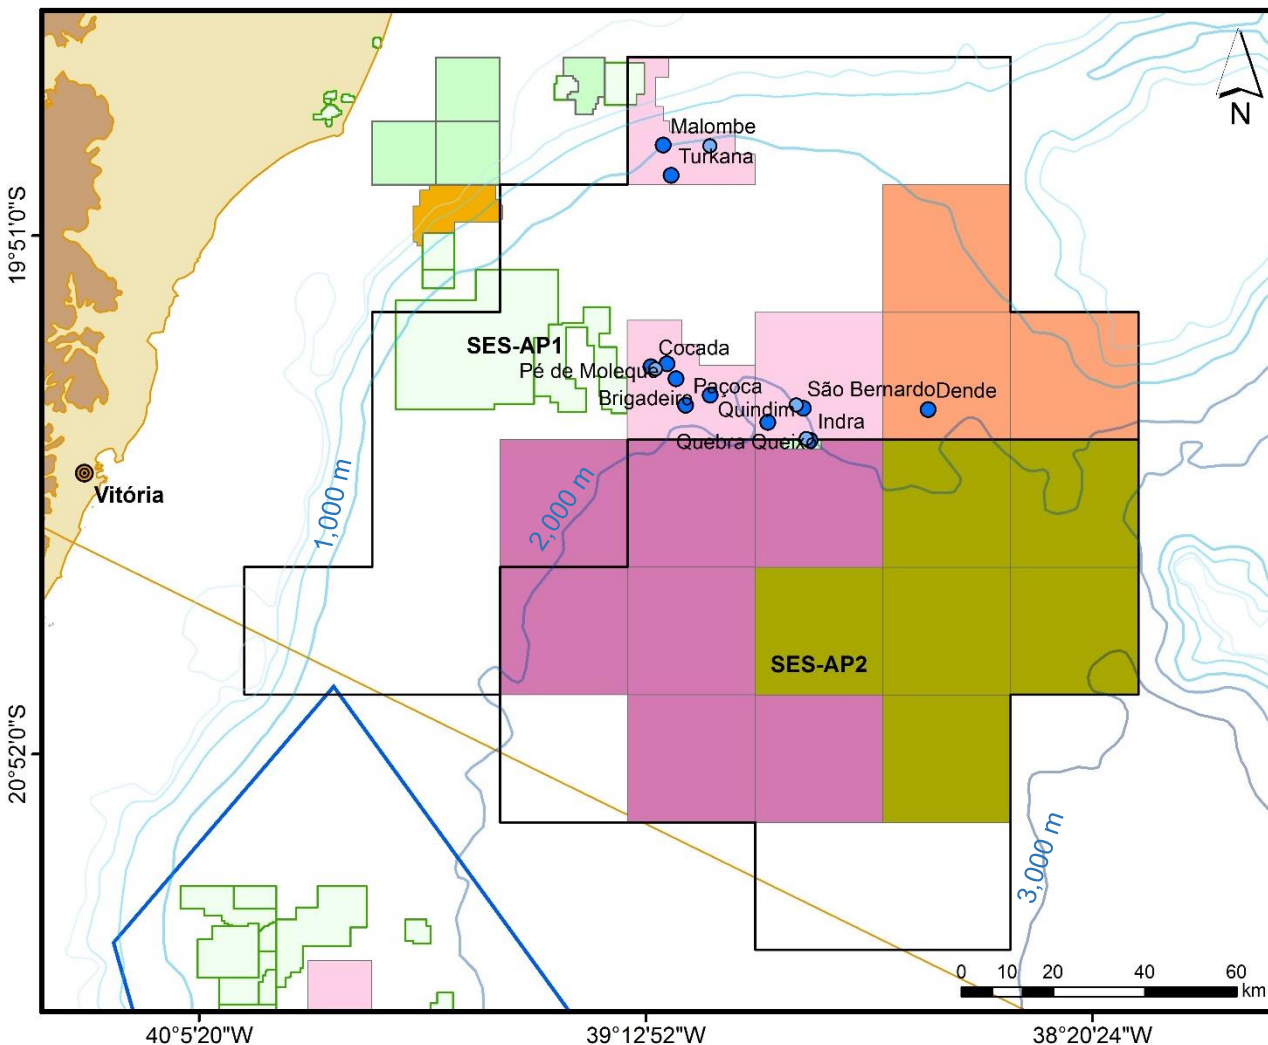 N
Malombe
Turkana
19°51'0"S
SES-AP1
Cocada
Pé de Moleque
Paçoca
São Bernardo
Dende
Brigadeiro
Quindim
Indra
Quebra Queixo
Vitória
1,000 m
2,000 m
SES-AP2
20°52'0"S
3,000 m
0 10 20 40 60
km
40°5'20"W
39°12'52"W
38°20'24"W